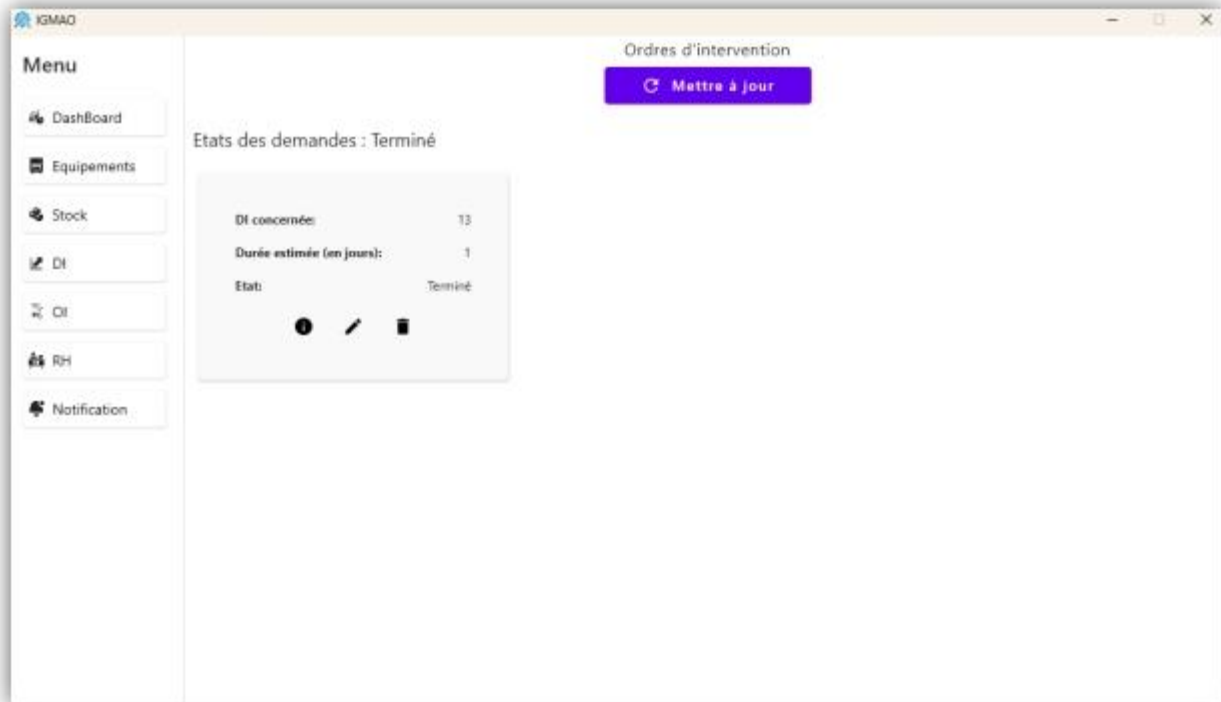 IGMAO
Menu
DashBoard
Equipements
Stock
DI
OI
RH
Notification
Ordres d'intervention
Mettre à jour
Etats des demandes : Terminé
DI concernée: 13
Durée estimée (en jours): 1
Etat: Terminé